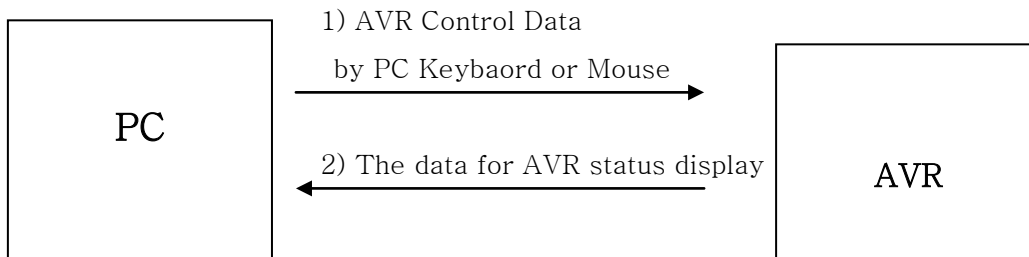 1) AVR Control Data
by PC Keybaord or Mouse
PC
2) The data for AVR status display
AVR